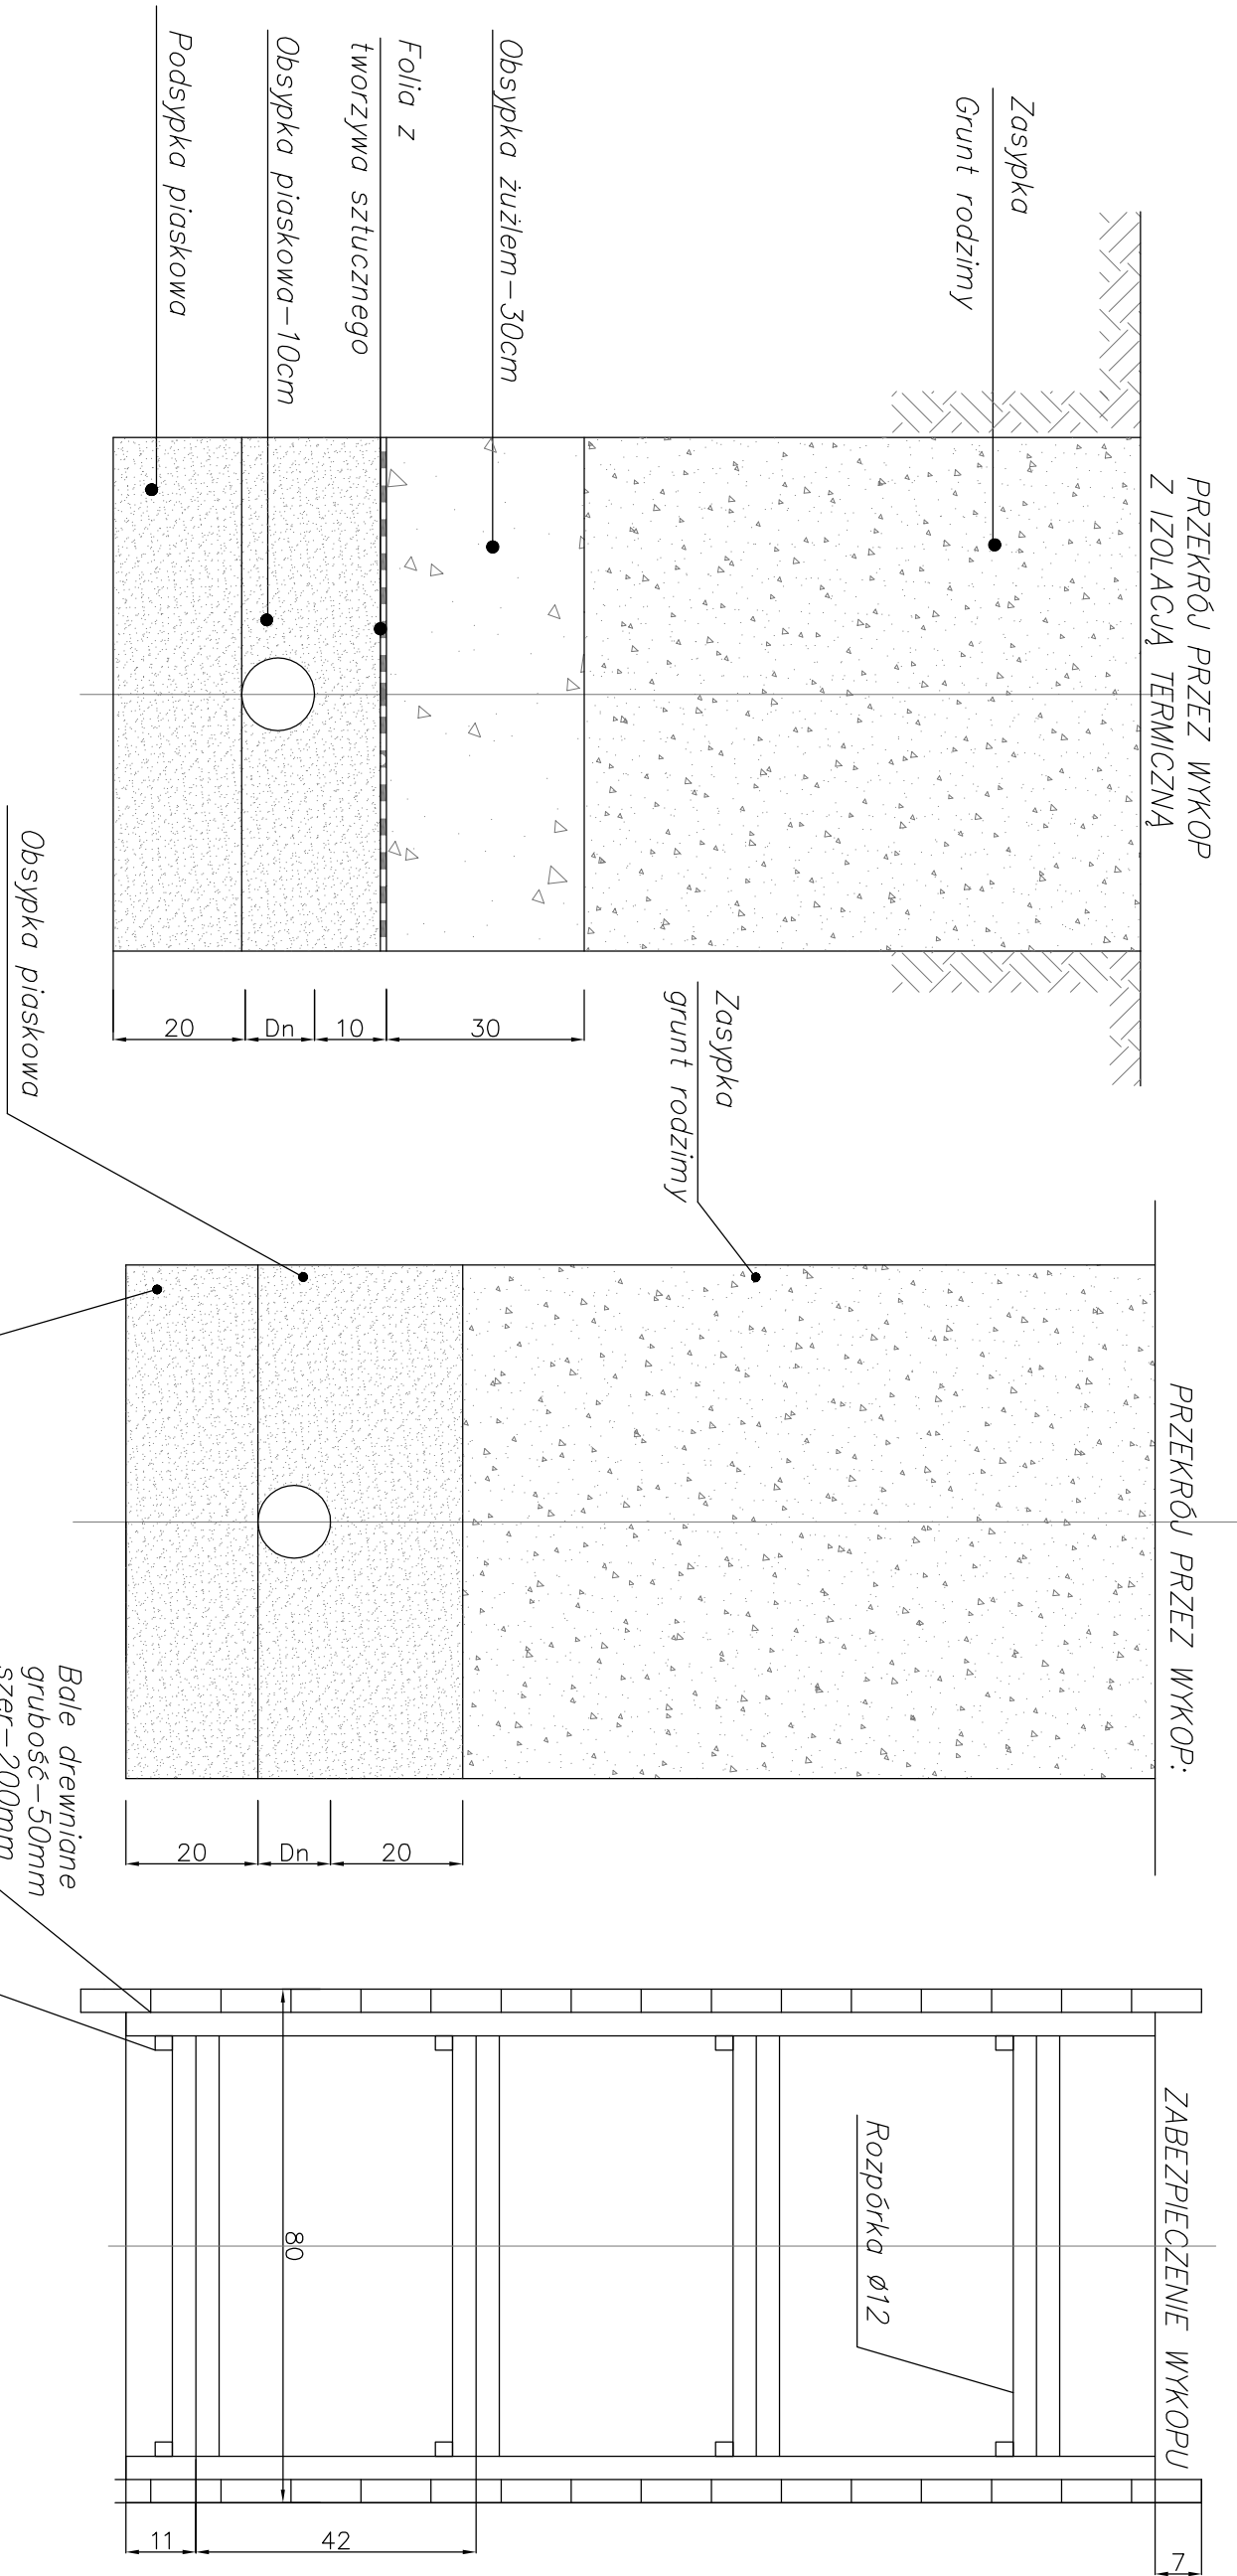 PRZEKRÓJ PRZEZ WYKOP
Z IZOLACJĄ TERMICZNĄ
Zasypka
Grunt rodzimy
Obsypka żużlem-30cm
Folia z
tworzywa sztucznego
Obsypka piaskowa-10cm
Podsypka piaskowa
30
10
Dn
20
PRZEKRÓJ PRZEZ WYKOP:
Zasypka
grunt rodzimy
Obsypka piaskowa
20
Dn
20
ZABEZPIECZENIE WYKOPU
Rozpórka ø12
Bale drewniane
grubość-50mm
szer-200mm
80
7
42
11